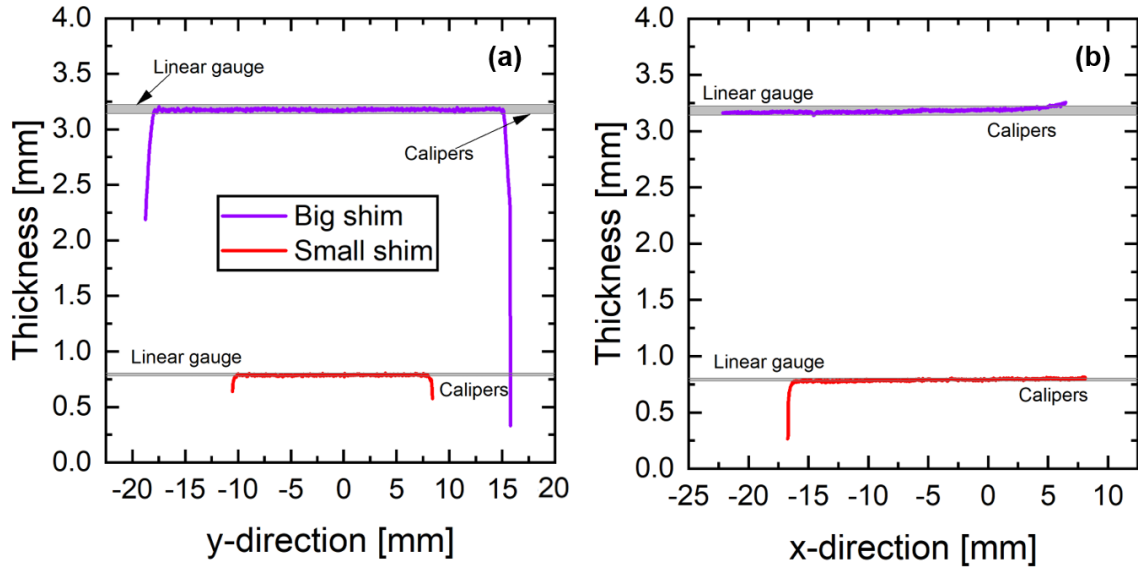 (a)
Thickness [mm]
4.0
3.5
3.0
2.5
2.0
1.5
1.0
0.5
0.0
Linear gauge
Calipers
Big shim
Small shim
Linear gauge
Calipers
-20 -15 -10 -5 0 5 10 15 20
y-direction [mm]
(b)
Thickness [mm]
4.0
3.5
3.0
2.5
2.0
1.5
1.0
0.5
0.0
Linear gauge
Calipers
Linear gauge
Calipers
-25 -20 -15 -10 -5 0 5 10
x-direction [mm]